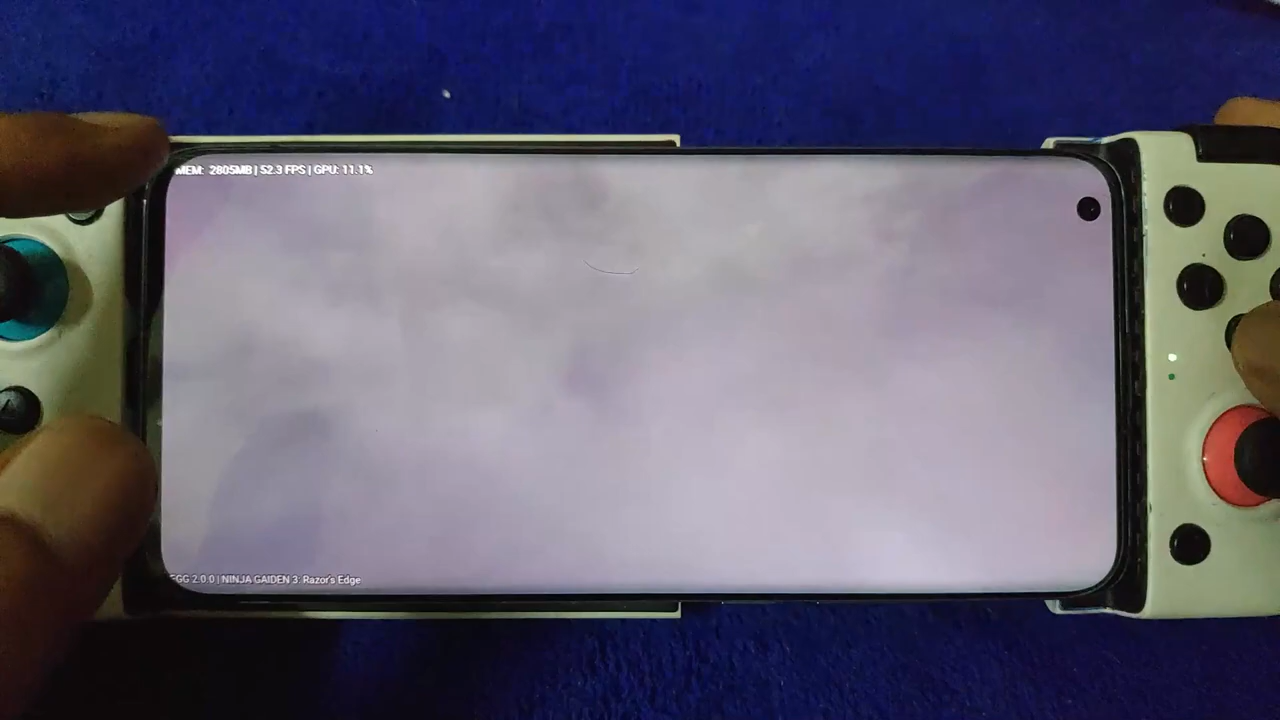 MEM: 2805MB | 52.3 FPS | GPU: 11.1%
EGG 2.0.0 | NINJA GAIDEN 3: Razor's Edge